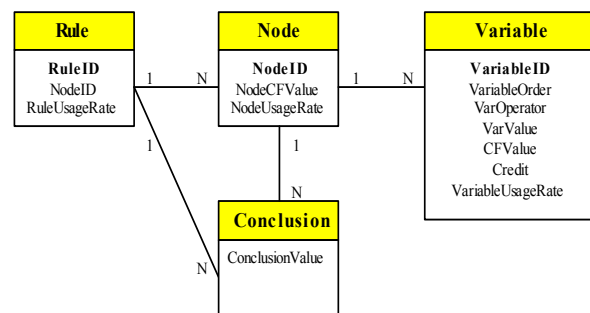 Rule
RuleID
NodeID
RuleUsageRate
1
N
Node
NodeID
NodeCFValue
NodeUsageRate
1
N
Variable
VariableID
VariableOrder
VarOperator
VarValue
CFValue
Credit
VariableUsageRate
1
N
1
N
Conclusion
ConclusionValue